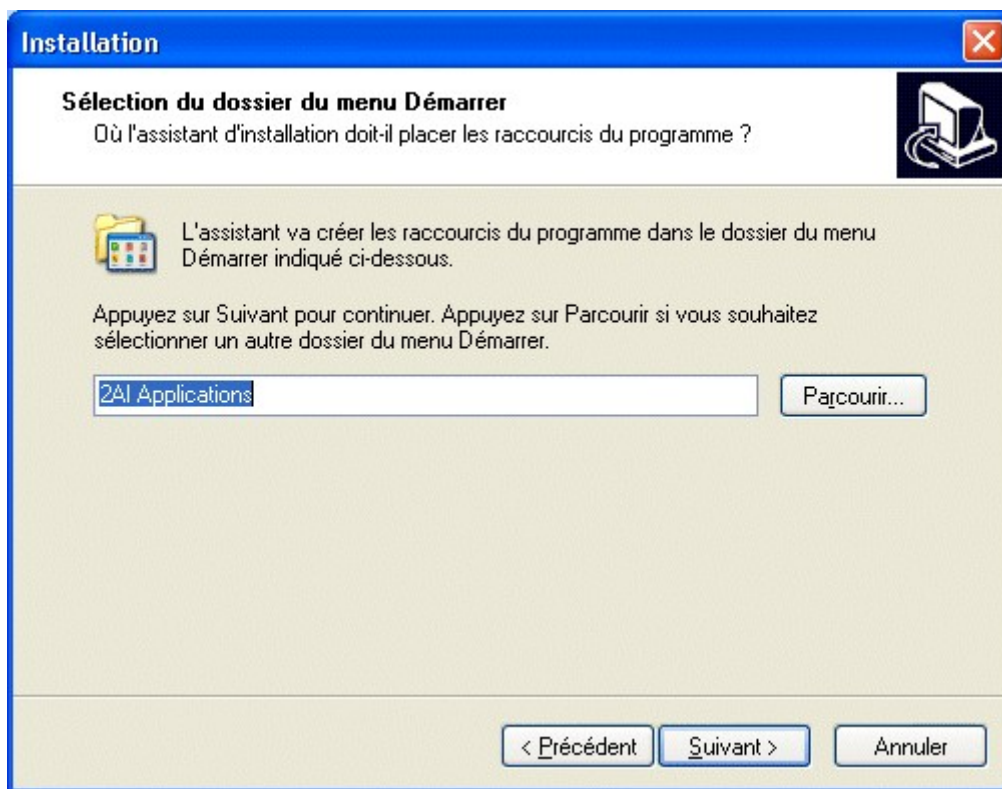 Installation
Sélection du dossier du menu Démarrer
Où l'assistant d'installation doit-il placer les raccourcis du programme ?
L'assistant va créer les raccourcis du programme dans le dossier du menu
Démarrer indiqué ci-dessous.
Appuyez sur Suivant pour continuer. Appuyez sur Parcourir si vous souhaitez
sélectionner un autre dossier du menu Démarrer.
2AI Applications
Parcourir...
< Précédent
Suivant >
Annuler